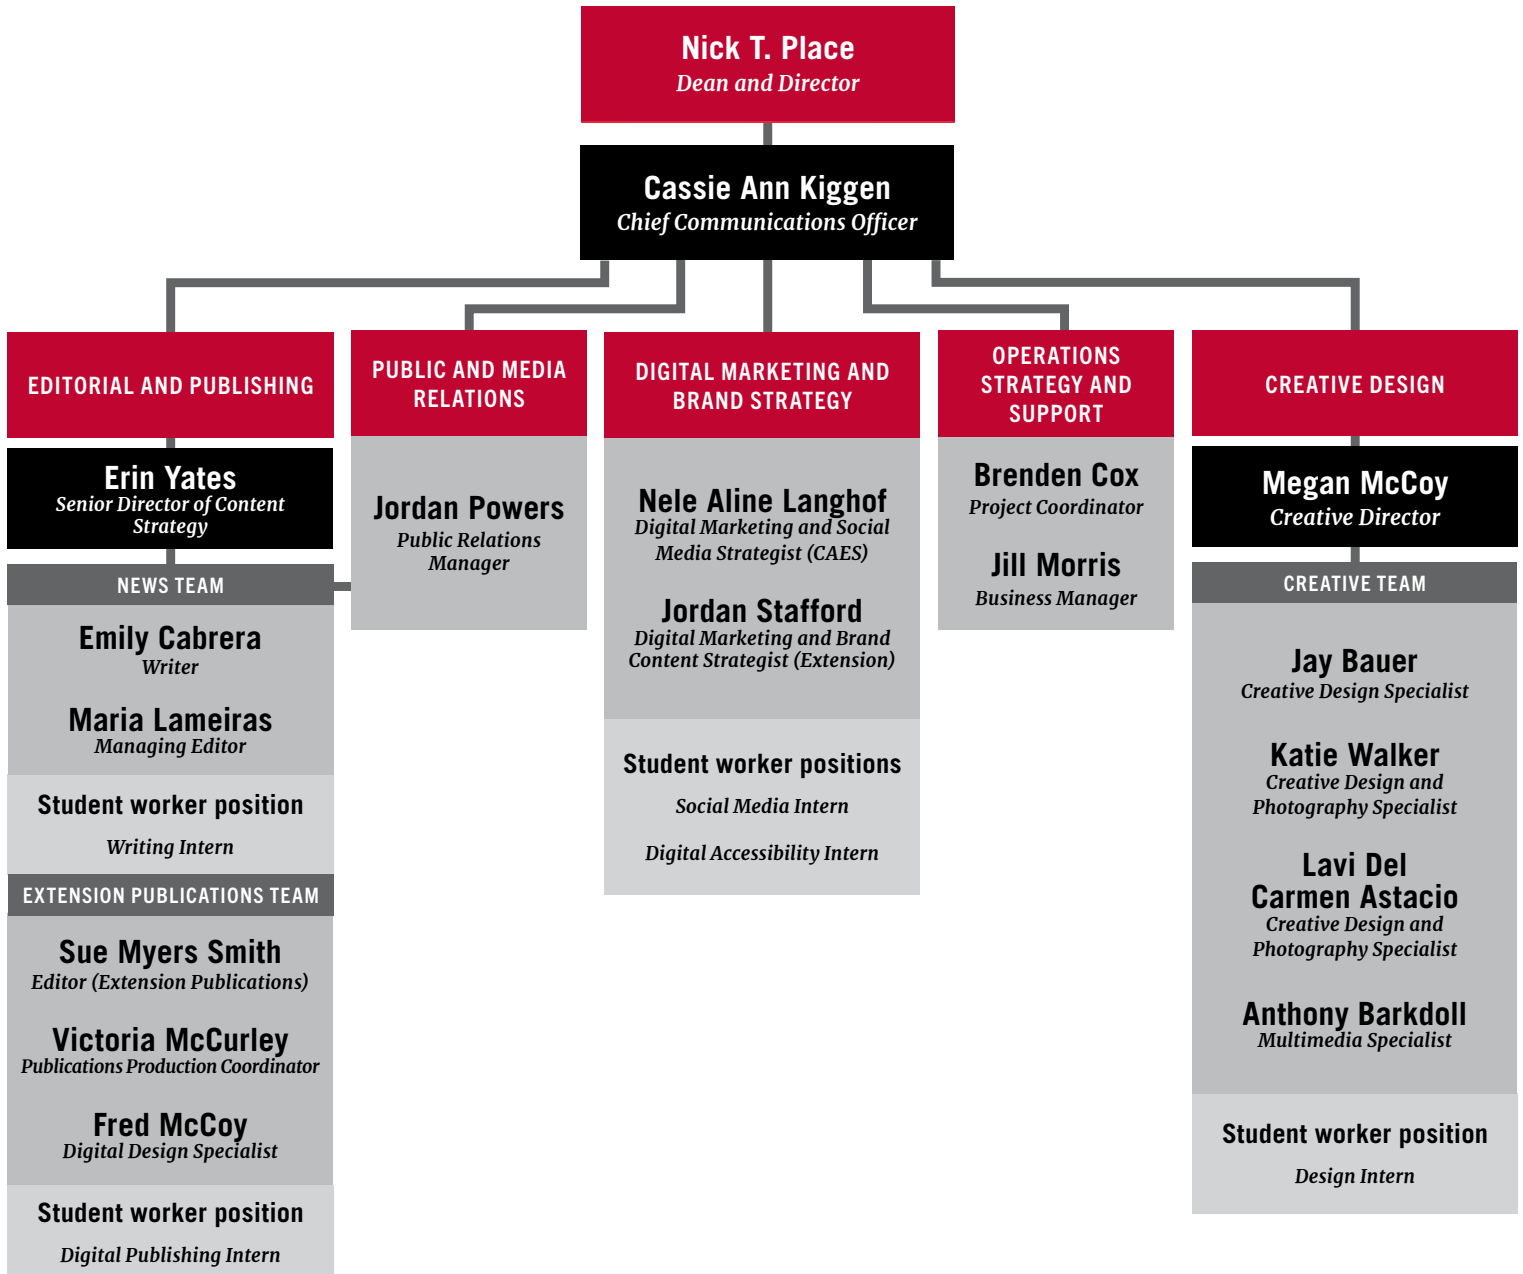 Nick T. Place
Dean and Director
Cassie Ann Kiggen
Chief Communications Officer
EDITORIAL AND PUBLISHING
Erin Yates
Senior Director of Content
Strategy
NEWS TEAM
Emily Cabrera
Writer
Maria Lameiras
Managing Editor
Student worker position
Writing Intern
EXTENSION PUBLICATIONS TEAM
Sue Myers Smith
Editor (Extension Publications)
Victoria McCurley
Publications Production Coordinator
Fred McCoy
Digital Design Specialist
Student worker position
Digital Publishing Intern
PUBLIC AND MEDIA
RELATIONS
Jordan Powers
Public Relations
Manager
DIGITAL MARKETING AND
BRAND STRATEGY
Nele Aline Langhof
Digital Marketing and Social
Media Strategist (CAES)
Jordan Stafford
Digital Marketing and Brand
Content Strategist (Extension)
Student worker positions
Social Media Intern
Digital Accessibility Intern
OPERATIONS
STRATEGY AND
SUPPORT
Brenden Cox
Project Coordinator
Jill Morris
Business Manager
CREATIVE DESIGN
Megan McCoy
Creative Director
CREATIVE TEAM
Jay Bauer
Creative Design Specialist
Katie Walker
Creative Design and
Photography Specialist
Lavi Del
Carmen Astacio
Creative Design and
Photography Specialist
Anthony Barkdoll
Multimedia Specialist
Student worker position
Design Intern